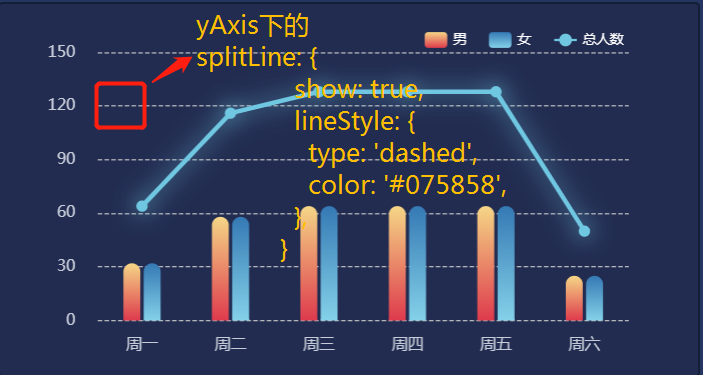 yAxis下的
splitLine: {
show: true,
lineStyle: {
type: 'dashed',
color: '#075858',
},
}
男 女 总人数
150
120
90
60
30
0
周一 周二 周三 周四 周五 周六